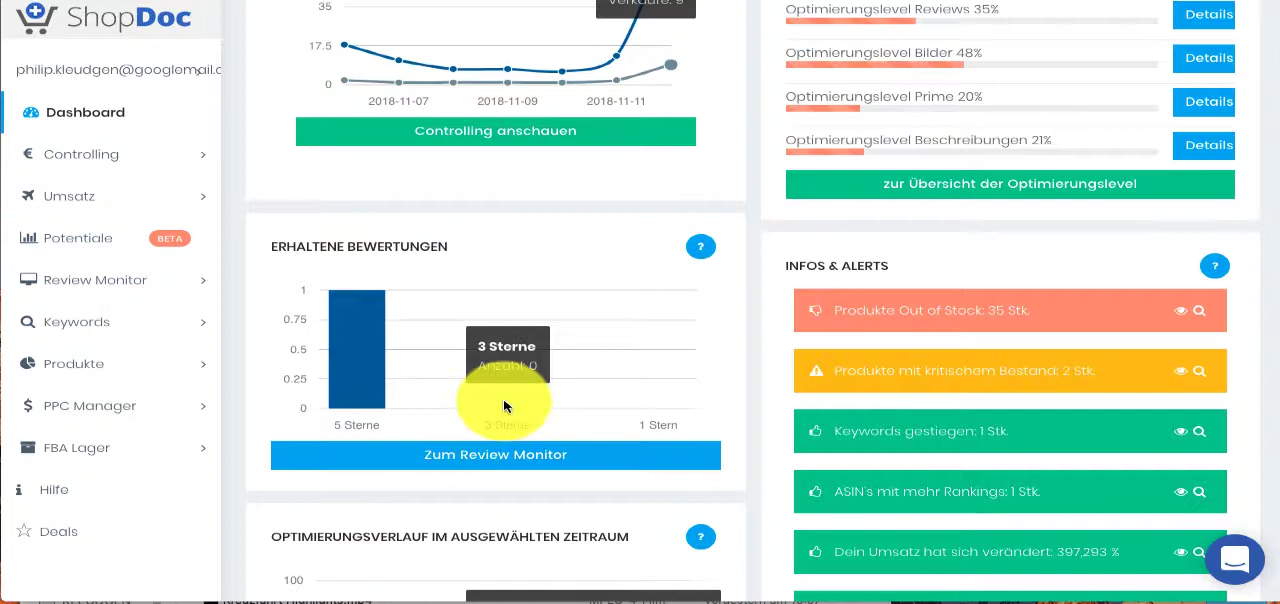 ShopDoc
philip.kleudgen@googlemail.c
Dashboard
Controlling
Umsatz
Potentiale BETA
Review Monitor
Keywords
Produkte
PPC Manager
FBA Lager
Hilfe
Deals
35
Verkäufe: 9
17.5
0
2018-11-07 2018-11-09 2018-11-11
Controlling anschauen
ERHALTENE BEWERTUNGEN ?
1
0.75
0.5
0.25
0
3 Sterne
Anzahl: 0
5 Sterne 3 Sterne 1 Stern
Zum Review Monitor
OPTIMIERUNGSVERLAUF IM AUSGEWÄHLTEN ZEITRAUM ?
100
Optimierungslevel Reviews 35% Details
Optimierungslevel Bilder 48% Details
Optimierungslevel Prime 20% Details
Optimierungslevel Beschreibungen 21% Details
zur Übersicht der Optimierungslevel
INFOS & ALERTS ?
Produkte Out of Stock: 35 Stk.
Produkte mit kritischem Bestand: 2 Stk.
Keywords gestiegen: 1 Stk.
ASIN's mit mehr Rankings: 1 Stk.
Dein Umsatz hat sich verändert: 397,293 %